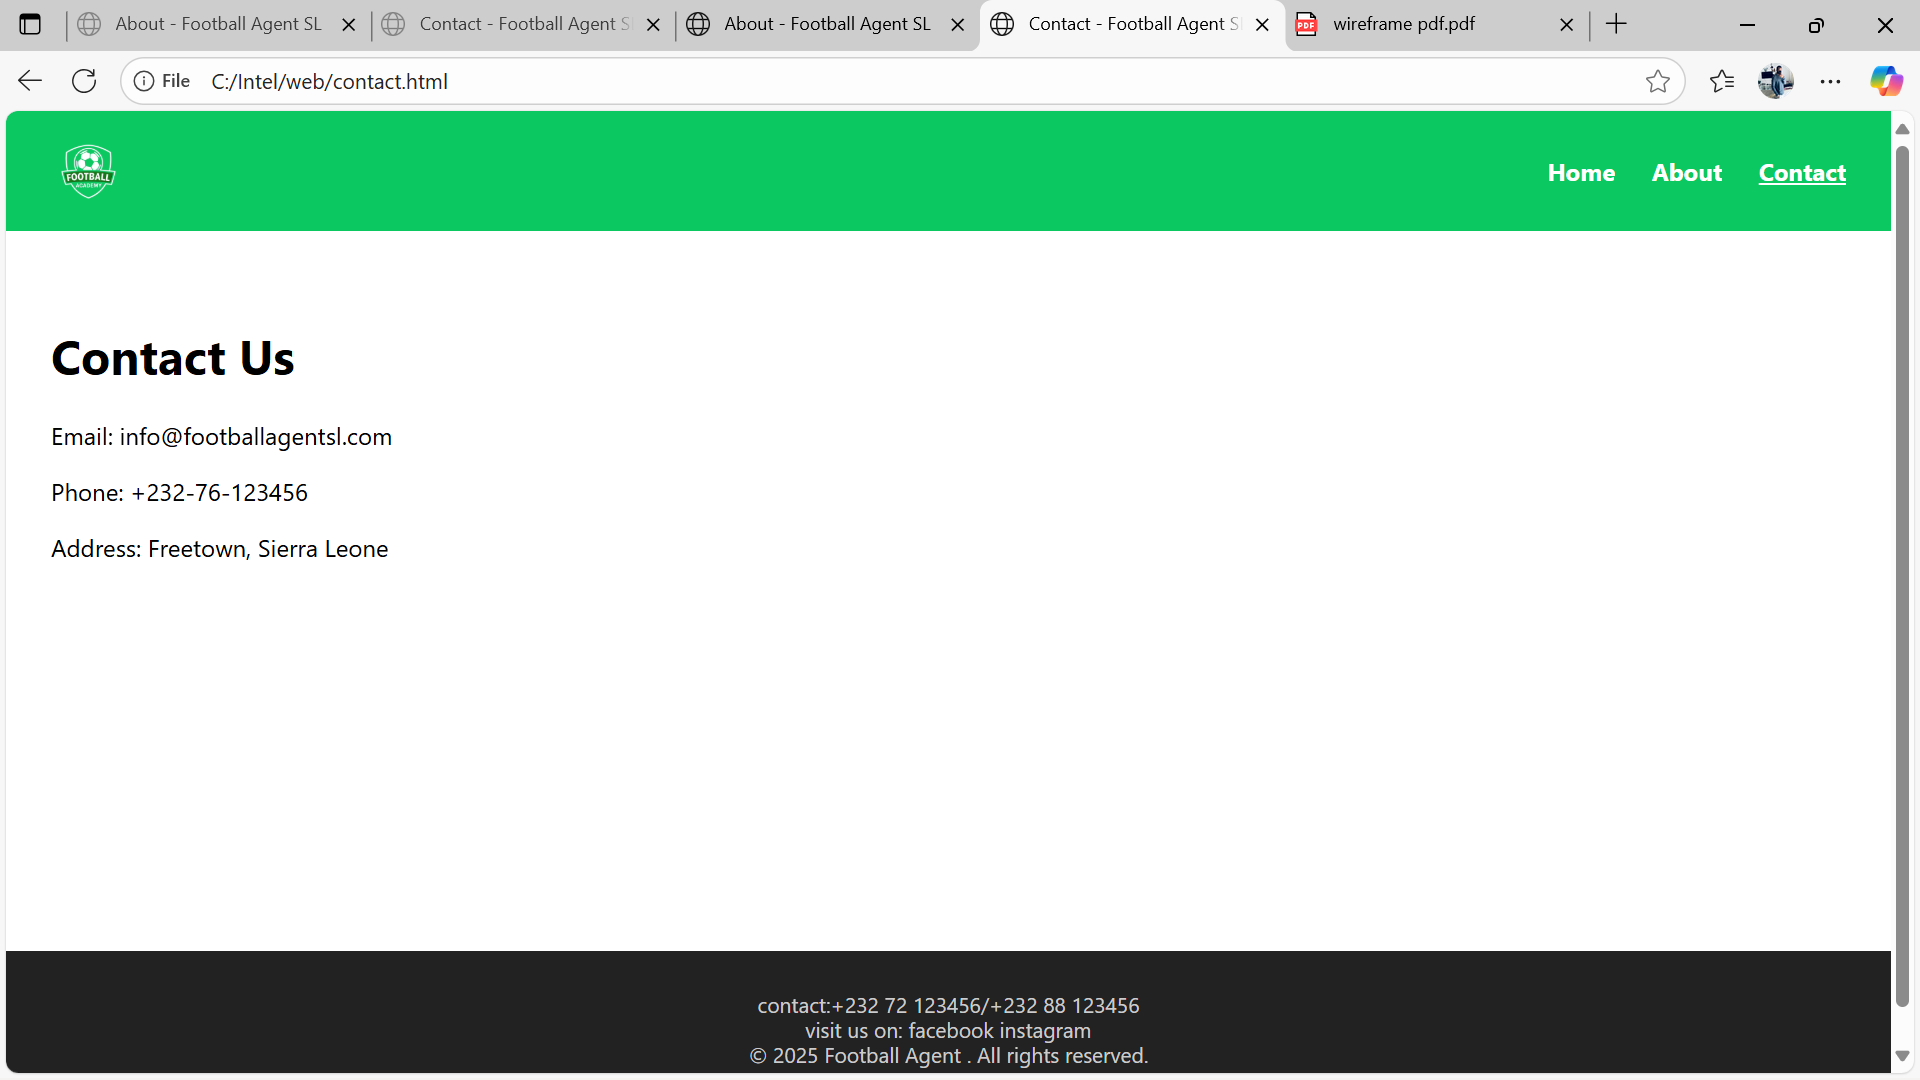 About - Football Agent SL
Contact - Football Agent S
About - Football Agent SL
Contact - Football Agent S
PDF
wireframe pdf.pdf
File
C:/Intel/web/contact.html
FOOTBALL
ACADEMY
Home
About
Contact
Contact Us
Email: info@footballagentsl.com
Phone: +232-76-123456
Address: Freetown, Sierra Leone
contact:+232 72 123456/+232 88 123456
visit us on: facebook instagram
© 2025 Football Agent . All rights reserved.